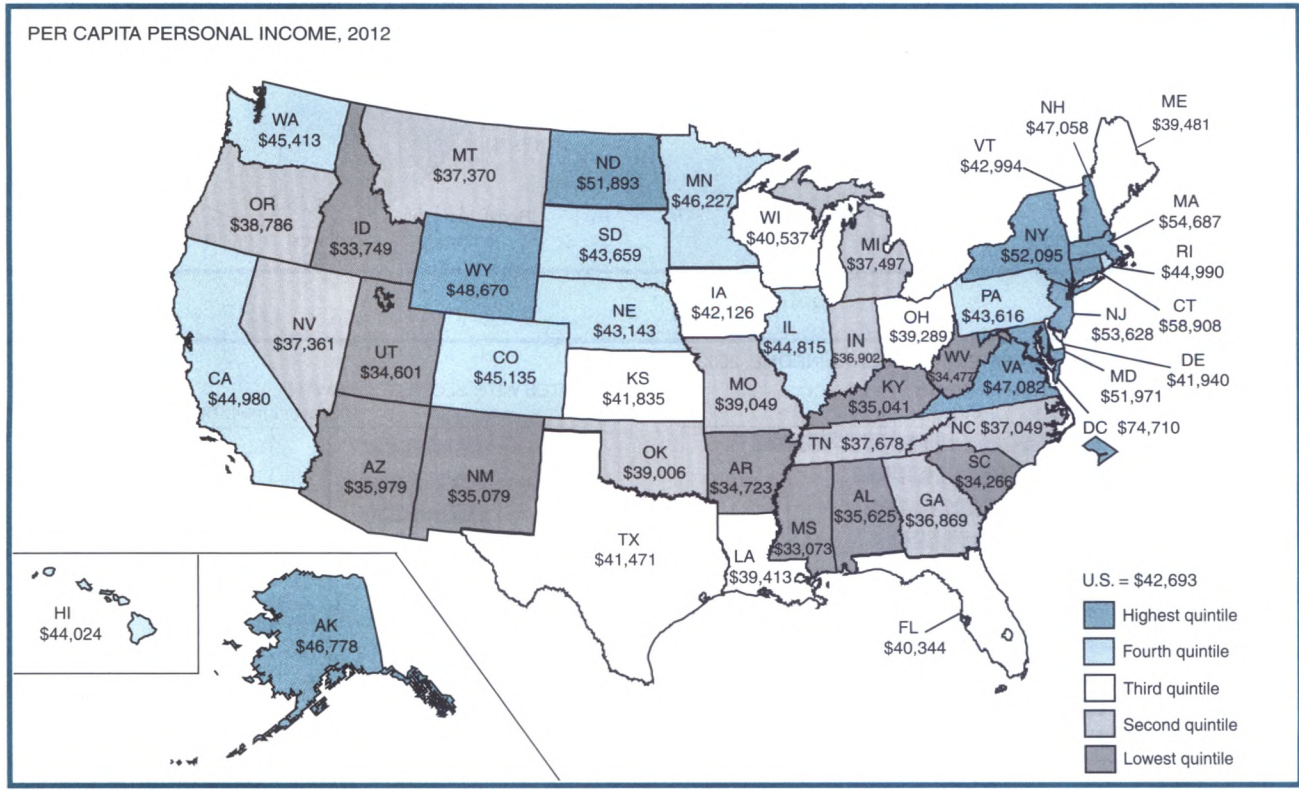 PER CAPITA PERSONAL INCOME, 2012
WA
$45,413
MT
$37,370
ND
$51,893
MN
$46,227
OR
$38,786
ID
$33,749
WY
$48,670
SD
$43,659
WI
$40,537
MI
$37,497
VT
$42,994
NH
$47,058
ME
$39,481
MA
$54,687
NY
$52,095
RI
$44,990
CT
$58,908
PA
$43,616
NJ
$53,628
DE
$41,940
MD
$51,971
DC $74,710
NV
$37,361
UT
$34,601
CO
$45,135
NE
$43,143
IA
$42,126
IL
$44,815
IN
$36,902
OH
$39,289
WV
$34,477
VA
$47,082
CA
$44,980
KS
$41,835
MO
$39,049
KY
$35,041
NC $37,049
TN $37,678
AZ
$35,979
NM
$35,079
OK
$39,006
AR
$34,723
SC
$34,266
MS
$33,073
AL
$35,625
GA
$36,869
TX
$41,471
LA
$39,413
FL
$40,344
HI
$44,024
AK
$46,778
U.S. = $42,693
Highest quintile
Fourth quintile
Third quintile
Second quintile
Lowest quintile